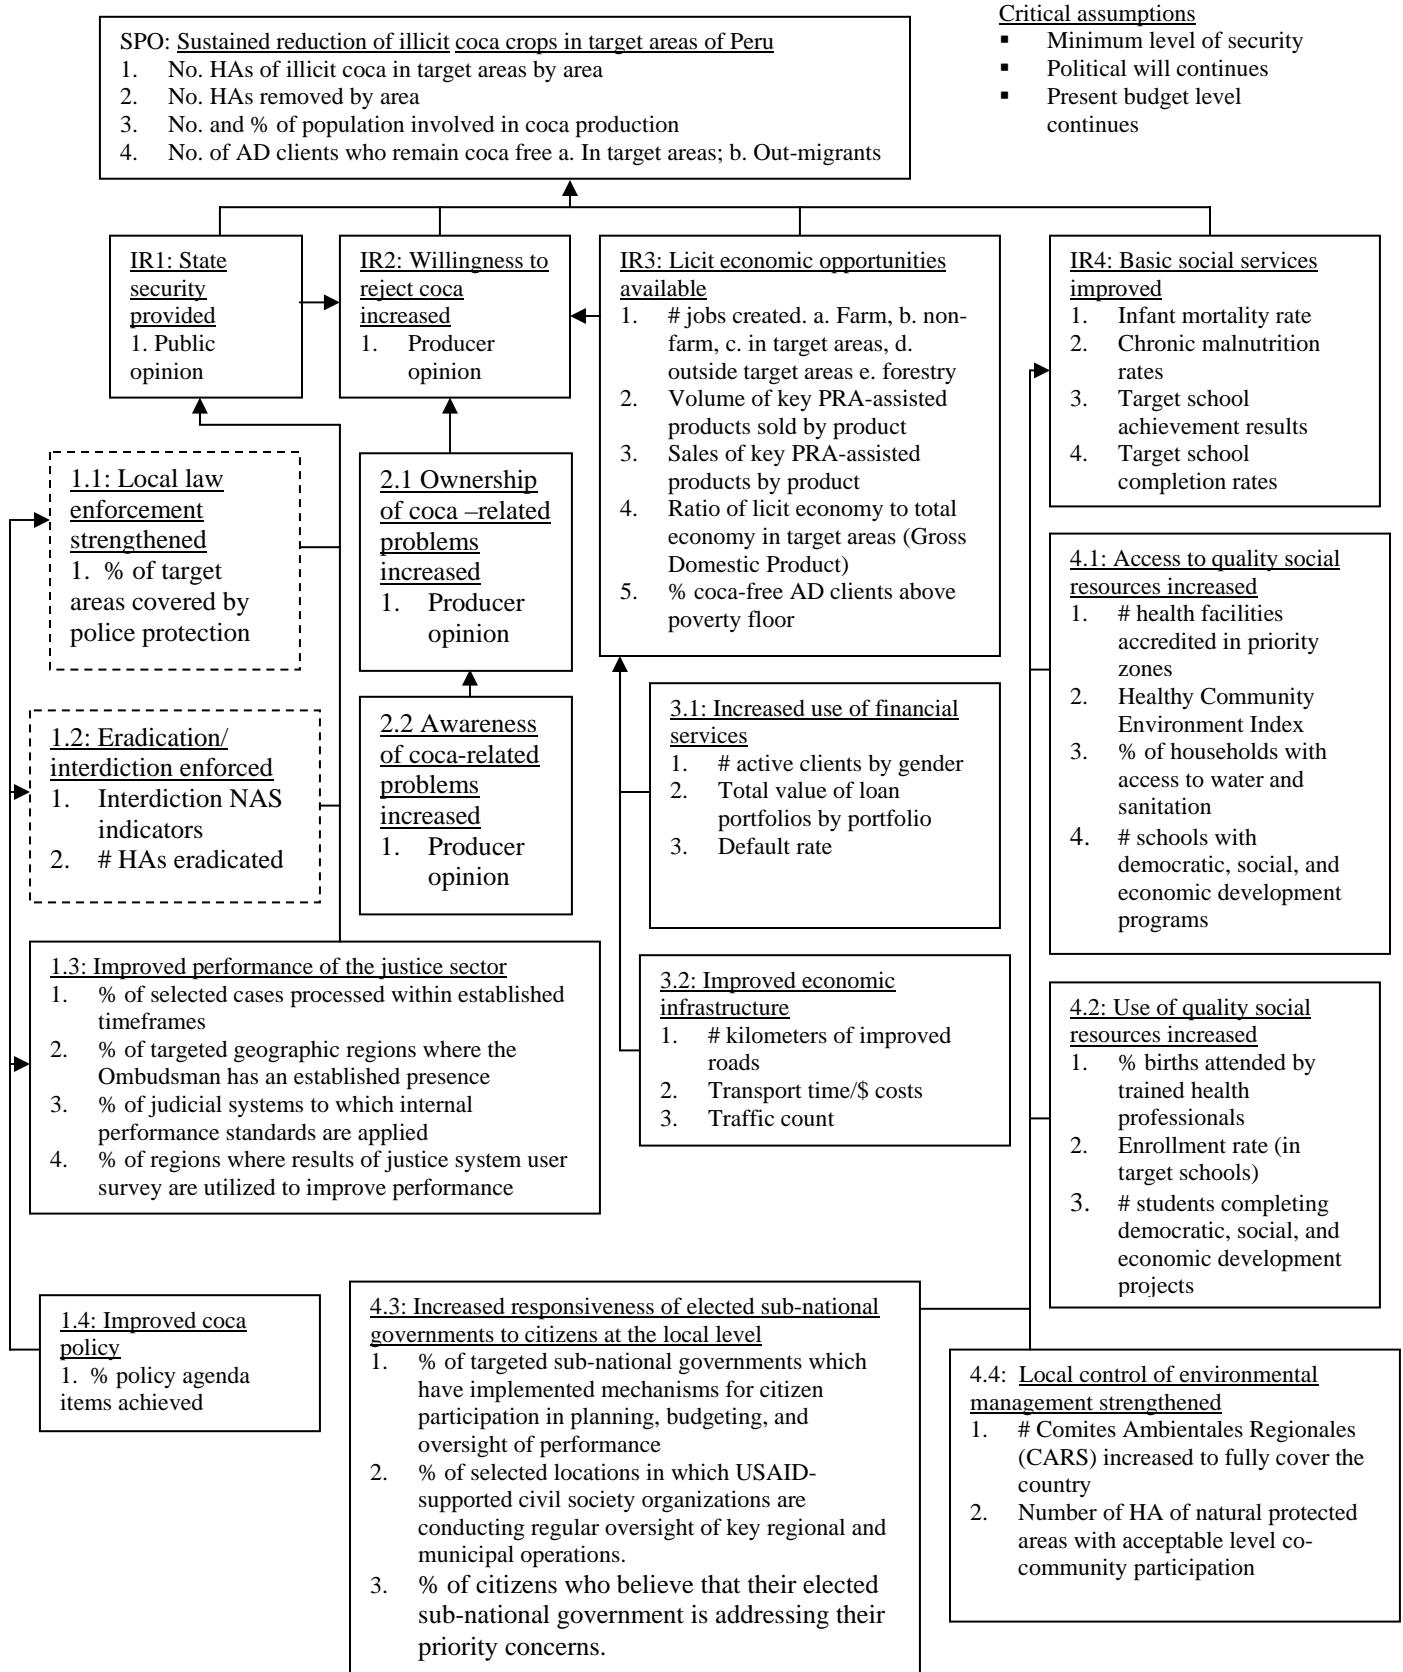 Critical assumptions
▪ Minimum level of security
▪ Political will continues
▪ Present budget level
continues
SPO: Sustained reduction of illicit coca crops in target areas of Peru
1. No. HAs of illicit coca in target areas by area
2. No. HAs removed by area
3. No. and % of population involved in coca production
4. No. of AD clients who remain coca free a. In target areas; b. Out-migrants
IR1: State
security
provided
1. Public
opinion
IR2: Willingness to
reject coca
increased
1. Producer
opinion
IR3: Licit economic opportunities
available
1. # jobs created. a. Farm, b. non-
farm, c. in target areas, d.
outside target areas e. forestry
2. Volume of key PRA-assisted
products sold by product
3. Sales of key PRA-assisted
products by product
4. Ratio of licit economy to total
economy in target areas (Gross
Domestic Product)
5. % coca-free AD clients above
poverty floor
IR4: Basic social services
improved
1. Infant mortality rate
2. Chronic malnutrition
rates
3. Target school
achievement results
4. Target school
completion rates
1.1: Local law
enforcement
strengthened
1. % of target
areas covered by
police protection
2.1 Ownership
of coca –related
problems
increased
1. Producer
opinion
4.1: Access to quality social
resources increased
1. # health facilities
accredited in priority
zones
2. Healthy Community
Environment Index
3. % of households with
access to water and
sanitation
4. # schools with
democratic, social, and
economic development
programs
1.2: Eradication/
interdiction enforced
1. Interdiction NAS
indicators
2. # HAs eradicated
2.2 Awareness
of coca-related
problems
increased
1. Producer
opinion
3.1: Increased use of financial
services
1. # active clients by gender
2. Total value of loan
portfolios by portfolio
3. Default rate
1.3: Improved performance of the justice sector
1. % of selected cases processed within established
timeframes
2. % of targeted geographic regions where the
Ombudsman has an established presence
3. % of judicial systems to which internal
performance standards are applied
4. % of regions where results of justice system user
survey are utilized to improve performance
3.2: Improved economic
infrastructure
1. # kilometers of improved
roads
2. Transport time/$ costs
3. Traffic count
4.2: Use of quality social
resources increased
1. % births attended by
trained health
professionals
2. Enrollment rate (in
target schools)
3. # students completing
democratic, social, and
economic development
projects
1.4: Improved coca
policy
1. % policy agenda
items achieved
4.3: Increased responsiveness of elected sub-national
governments to citizens at the local level
1. % of targeted sub-national governments which
have implemented mechanisms for citizen
participation in planning, budgeting, and
oversight of performance
2. % of selected locations in which USAID-
supported civil society organizations are
conducting regular oversight of key regional and
municipal operations.
3. % of citizens who believe that their elected
sub-national government is addressing their
priority concerns.
4.4: Local control of environmental
management strengthened
1. # Comites Ambientales Regionales
(CARS) increased to fully cover the
country
2. Number of HA of natural protected
areas with acceptable level co-
community participation